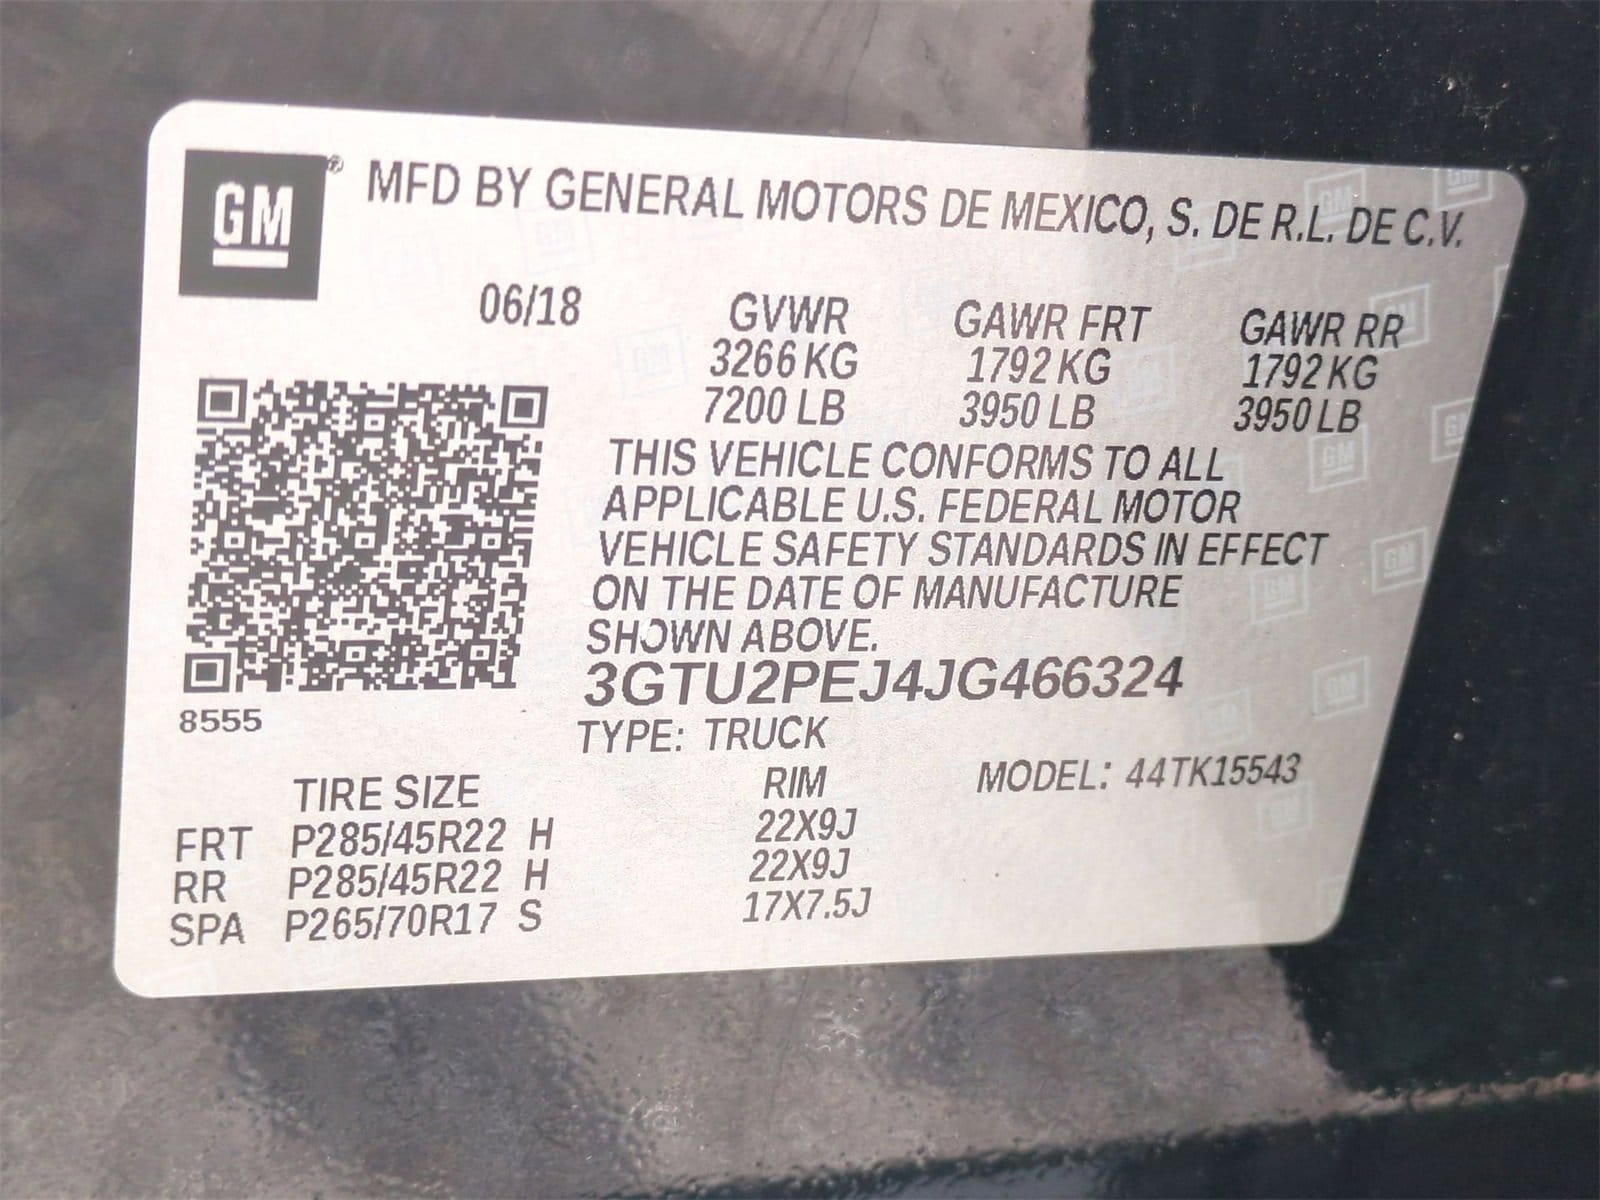 GM® MFD BY GENERAL MOTORS DE MEXICO, S. DE R.L. DE C.V.
06/18 GVWR GAWR FRT GAWR RR
3266 KG 1792 KG 1792 KG
7200 LB 3950 LB 3950 LB
THIS VEHICLE CONFORMS TO ALL
APPLICABLE U.S. FEDERAL MOTOR
VEHICLE SAFETY STANDARDS IN EFFECT
ON THE DATE OF MANUFACTURE
SHOWN ABOVE.
3GTU2PEJ4JG466324
8555
TYPE: TRUCK
TIRE SIZE RIM MODEL: 44TK15543
FRT P285/45R22 H 22X9J
RR P285/45R22 H 22X9J
SPA P265/70R17 S 17X7.5J